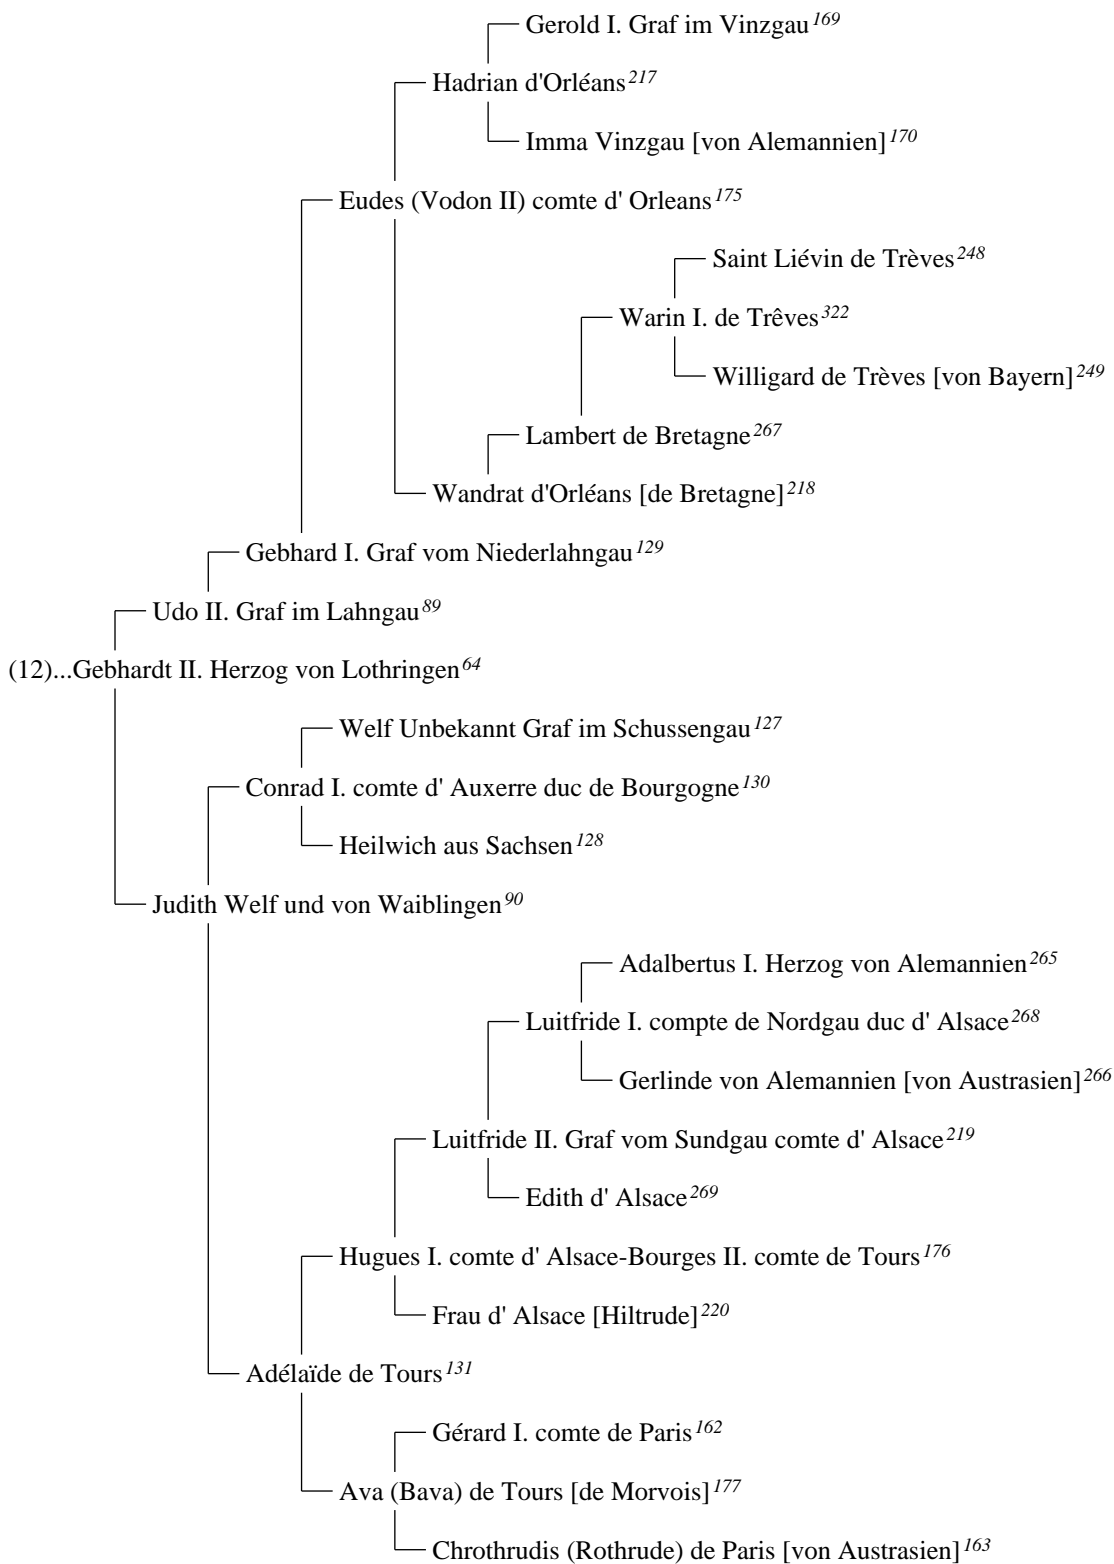 Gerold I. Graf im Vinzgau169
Hadrian d'Orléans217
Imma Vinzgau [von Alemannien]170
Eudes (Vodon II) comte d' Orleans175
Saint Liévin de Trèves248
Warin I. de Trêves322
Willigard de Trèves [von Bayern]249
Lambert de Bretagne267
Wandrat d'Orléans [de Bretagne]218
Gebhard I. Graf vom Niederlahngau129
Udo II. Graf im Lahngau89
(12)...Gebhardt II. Herzog von Lothringen64
Welf Unbekannt Graf im Schussengau127
Conrad I. comte d' Auxerre duc de Bourgogne130
Heilwich aus Sachsen128
Judith Welf und von Waiblingen90
Adalbertus I. Herzog von Alemannien265
Luitfride I. compte de Nordgau duc d' Alsace268
Gerlinde von Alemannien [von Austrasien]266
Luitfride II. Graf vom Sundgau comte d' Alsace219
Edith d' Alsace269
Hugues I. comte d' Alsace-Bourges II. comte de Tours176
Frau d' Alsace [Hiltrude]220
Adélaïde de Tours131
Gérard I. comte de Paris162
Ava (Bava) de Tours [de Morvois]177
Chrothrudis (Rothrude) de Paris [von Austrasien]163